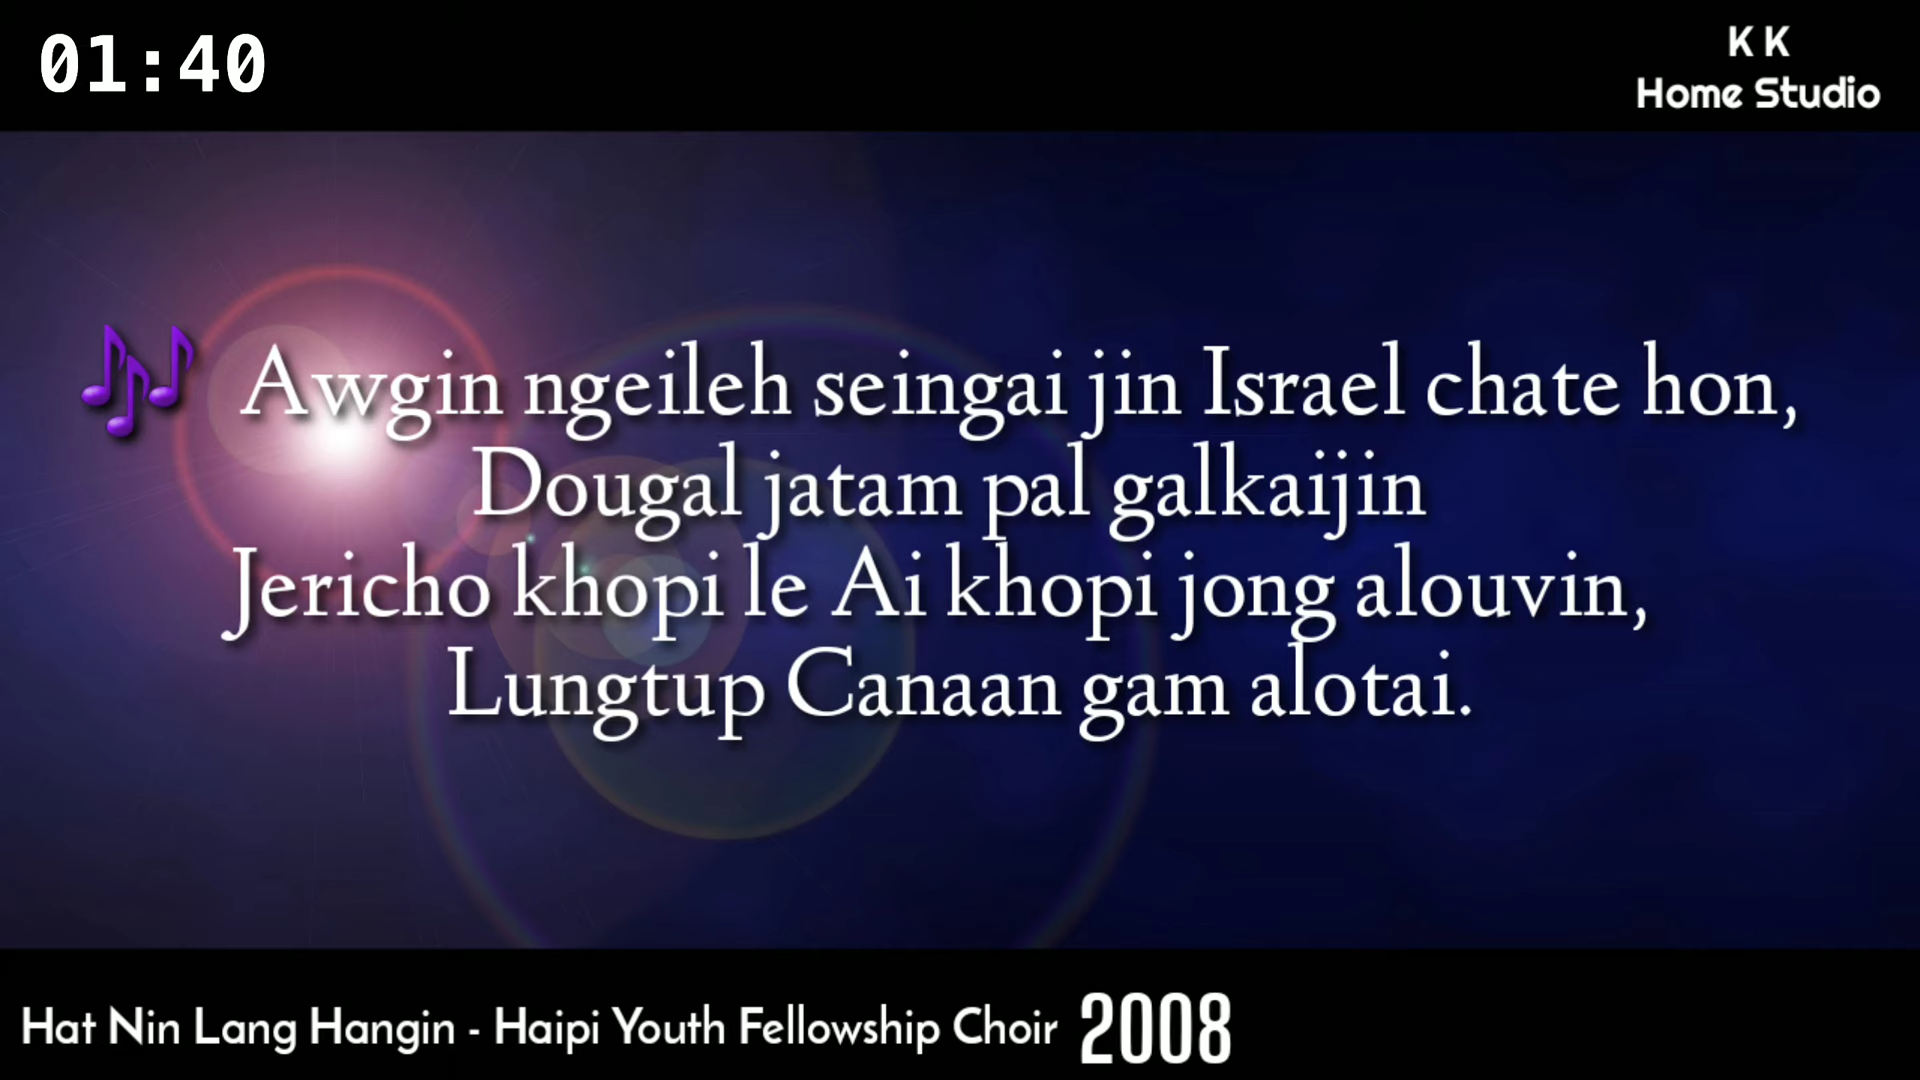 01:40
K K
Home Studio
Awgin ngeileh seingai jin Israel chate hon,
Dougal jatam pal galkaijin
Jericho khopi le Ai khopi jong alouvin,
Lungtup Canaan gam alotai.
Hat Nin Lang Hangin - Haipi Youth Fellowship Choir 2008